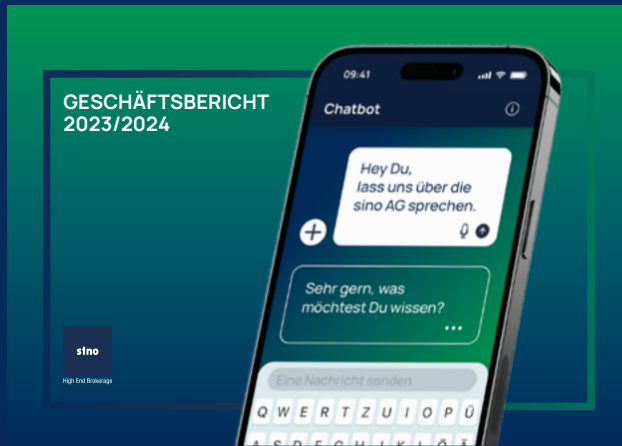 GESCHÄFTSBERICHT
2023/2024
09:41
Chatbot
Hey Du,
lass uns über die
sino AG sprechen.
Sehr gern, was
möchtest Du wissen?
...
Eine Nachricht senden
Q W E R T Z U I O P Ü
A S D F G H J K L Ö Ä
sino
High End Brokerage